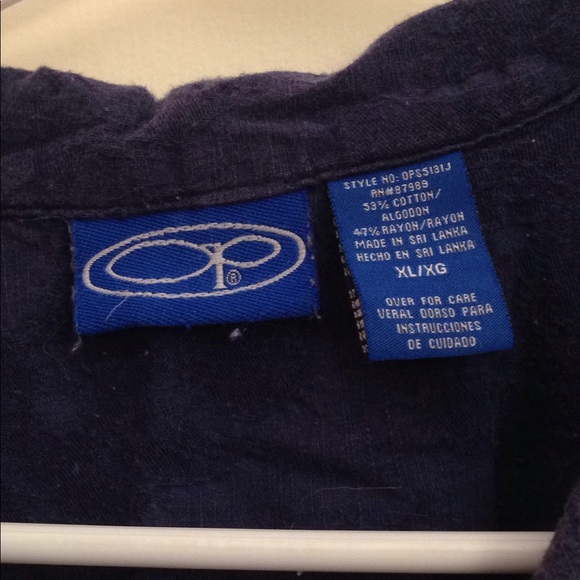 Op®
STYLE NO: OPS5131J
RN#87989
53% COTTON/
ALGODON
47% RAYON/RAYON
MADE IN SRI LANKA
HECHO EN SRI LANKA
XL/XG
OVER FOR CARE
VERAL DORSO PARA
INSTRUCCIONES
DE CUIDADO